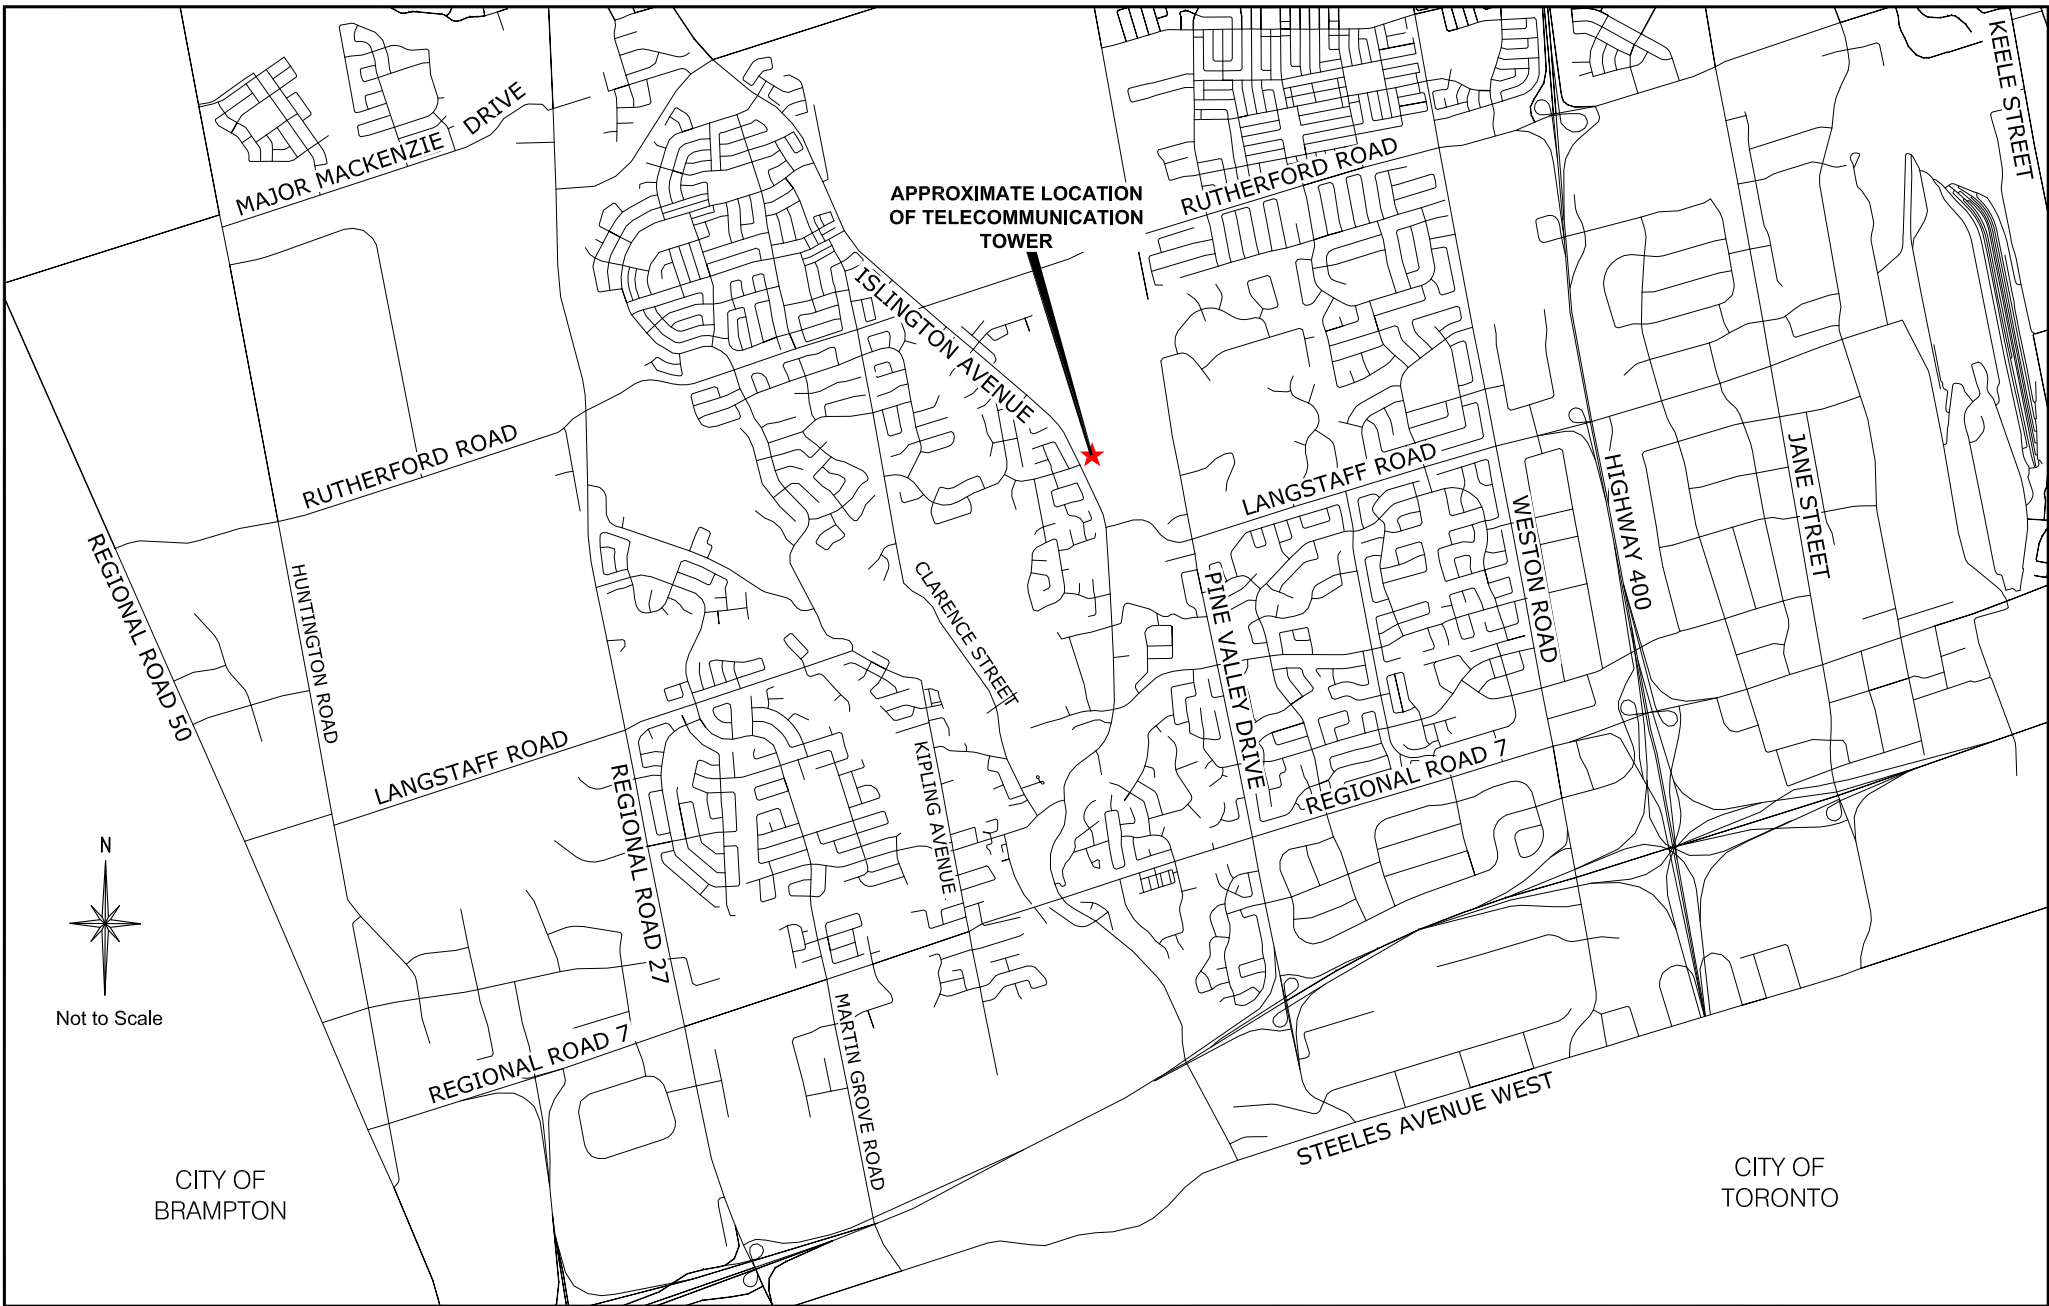 KEELE STREET
MAJOR MACKENZIE DRIVE
RUTHERFORD ROAD
APPROXIMATE LOCATION
OF TELECOMMUNICATION
TOWER
ISLINGTON AVENUE
RUTHERFORD ROAD
LANGSTAFF ROAD
JANE STREET
HIGHWAY 400
WESTON ROAD
REGIONAL ROAD 50
HUNTINGTON ROAD
CLARENCE STREET
PINE VALLEY DRIVE
LANGSTAFF ROAD
REGIONAL ROAD 27
KIPLING AVENUE
REGIONAL ROAD 7
N
Not to Scale
REGIONAL ROAD 7
MARTIN GROVE ROAD
STEELES AVENUE WEST
CITY OF
BRAMPTON
CITY OF
TORONTO